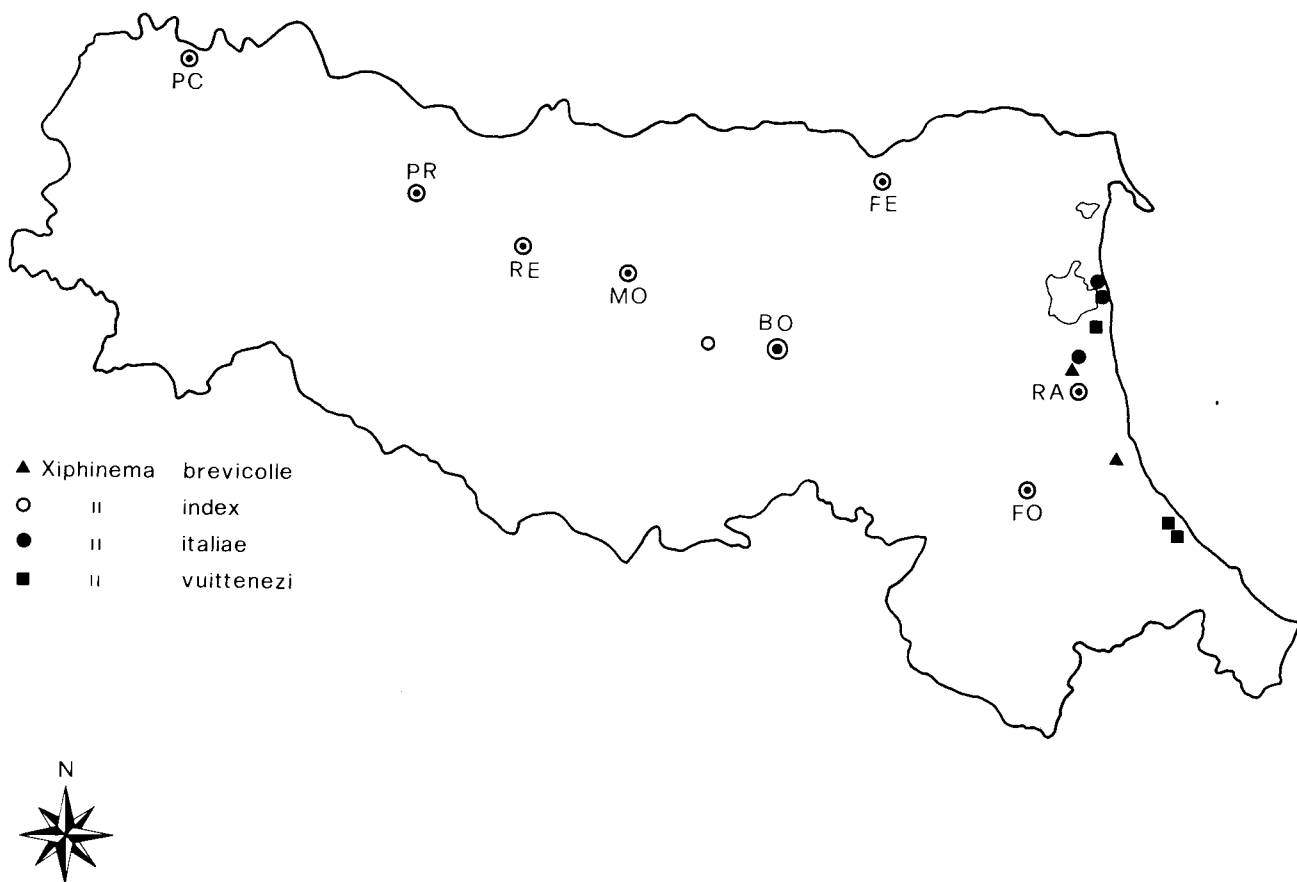 PC
PR
FE
RE
MO
BO
RA
▲ Xiphinema brevicolle
○ " index
● " italiae
■ " vuittenezi
FO
N